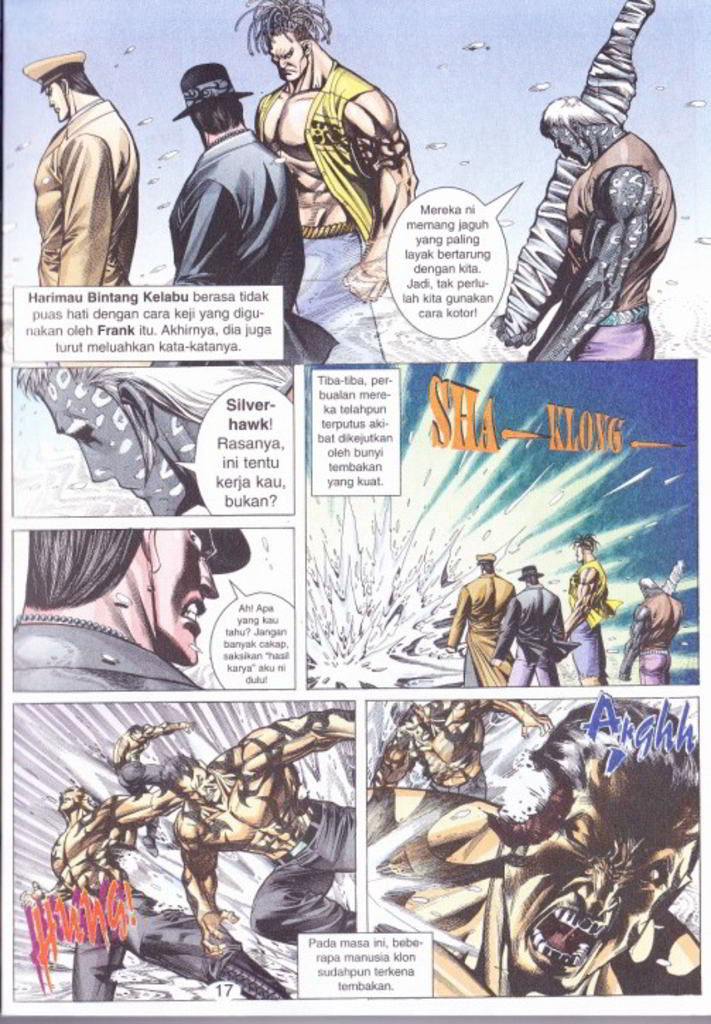 Mereka ni
memang jaguh
yang paling
layak bertarung
dengan kita.
Jadi, tak perlu-
lah kita gunakan
cara kotor!
Harimau Bintang Kelabu berasa tidak
puas hati dengan cara keji yang digu-
nakan oleh Frank itu. Akhirnya, dia juga
turut meluahkan kata-katanya.
Silver-
hawk!
Rasanya,
ini tentu
kerja kau,
bukan?
Ah! Apa
yang kau
tahu? Jangan
banyak cakap,
saksikan "hasil
karya" aku ni
dulu!
Tiba-tiba, per-
bualan mere-
ka telahpun
terputus aki-
bat dikejutkan
oleh bunyi
tembakan
yang kuat.
SHA—KLONG—
HUNG!
Arghh
Pada masa ini, bebe-
rapa manusia klon
sudahpun terkena
tembakan.
17